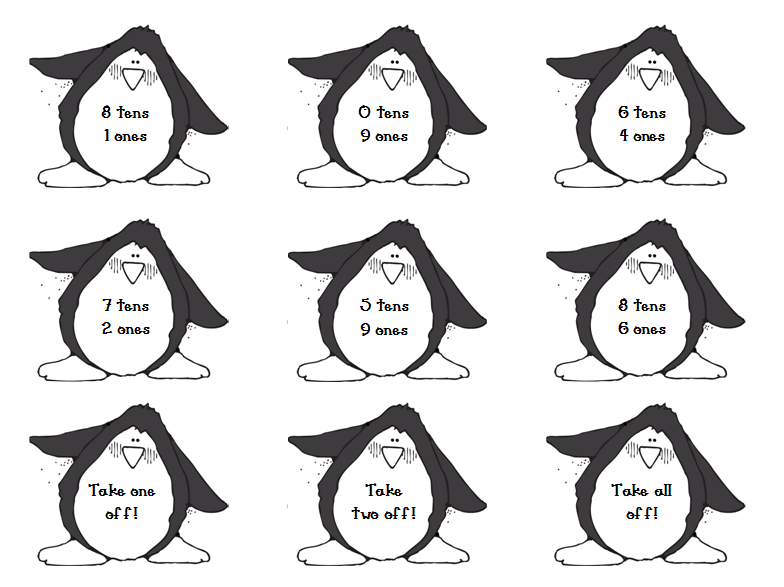 8 tens
1 ones
0 tens
9 ones
6 tens
4 ones
7 tens
2 ones
5 tens
9 ones
8 tens
6 ones
Take one
off!
Take
two off!
Take all
off!